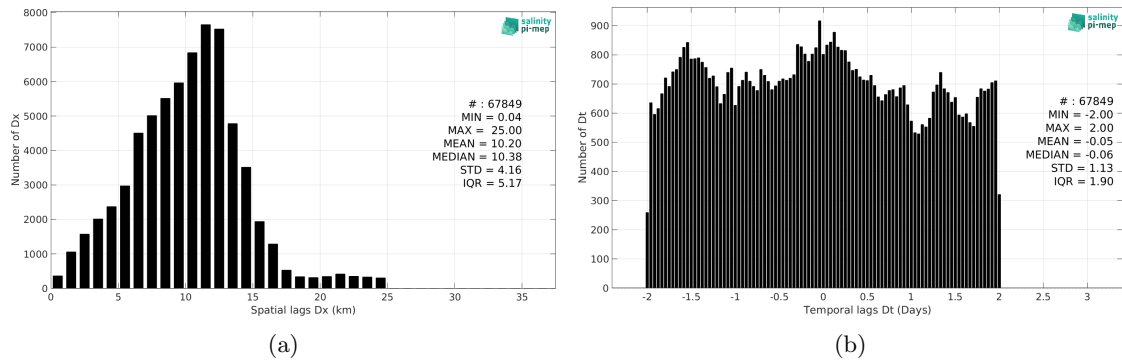 salinity
pi-mep
8000
7000
6000
5000
4000
3000
2000
1000
0
Number of Dx
# : 67849
MIN = 0.04
MAX = 25.00
MEAN = 10.20
MEDIAN = 10.38
STD = 4.16
IQR = 5.17
0 5 10 15 20 25 30 35
Spatial lags Dx (km)
(a)
salinity
pi-mep
900
800
700
600
500
400
300
200
100
0
Number of Dt
# : 67849
MIN = -2.00
MAX = 2.00
MEAN = -0.05
MEDIAN = -0.06
STD = 1.13
IQR = 1.90
-2 -1.5 -1 -0.5 0 0.5 1 1.5 2 2.5 3
Temporal lags Dt (Days)
(b)